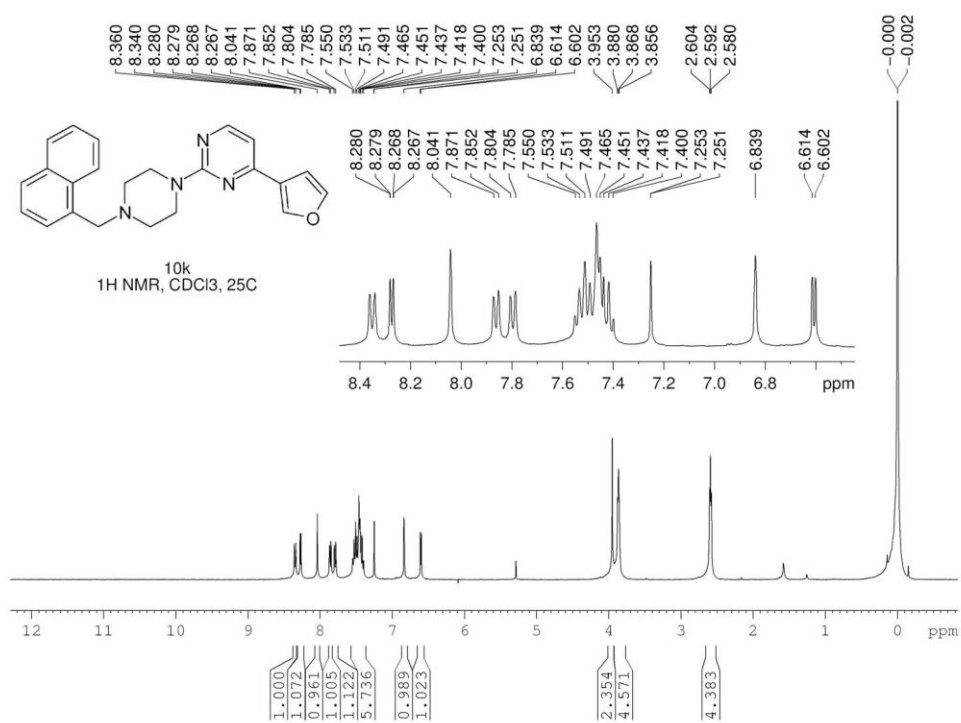 8.360 8.340 8.280 8.279 8.268 8.267 8.041 7.871 7.852 7.804 7.785 7.550 7.533 7.511 7.491 7.465 7.451 7.437 7.418 7.400 7.253 7.251 6.839 6.614 6.602 3.953 3.880 3.868 3.856 2.604 2.592 2.580 -0.000 -0.002
8.280 8.279 8.268 8.267 8.041 7.871 7.852 7.804 7.785 7.550 7.533 7.511 7.491 7.465 7.451 7.437 7.418 7.400 7.253 7.251 6.839 6.614 6.602
N
N
N
N
O
10k
1H NMR, CDCl3, 25C
8.4 8.2 8.0 7.8 7.6 7.4 7.2 7.0 6.8 ppm
12 11 10 9 8 7 6 5 4 3 2 1 0 ppm
1.000 1.072 0.961 1.005 1.122 5.736 0.989 1.023 2.354 4.571 4.383